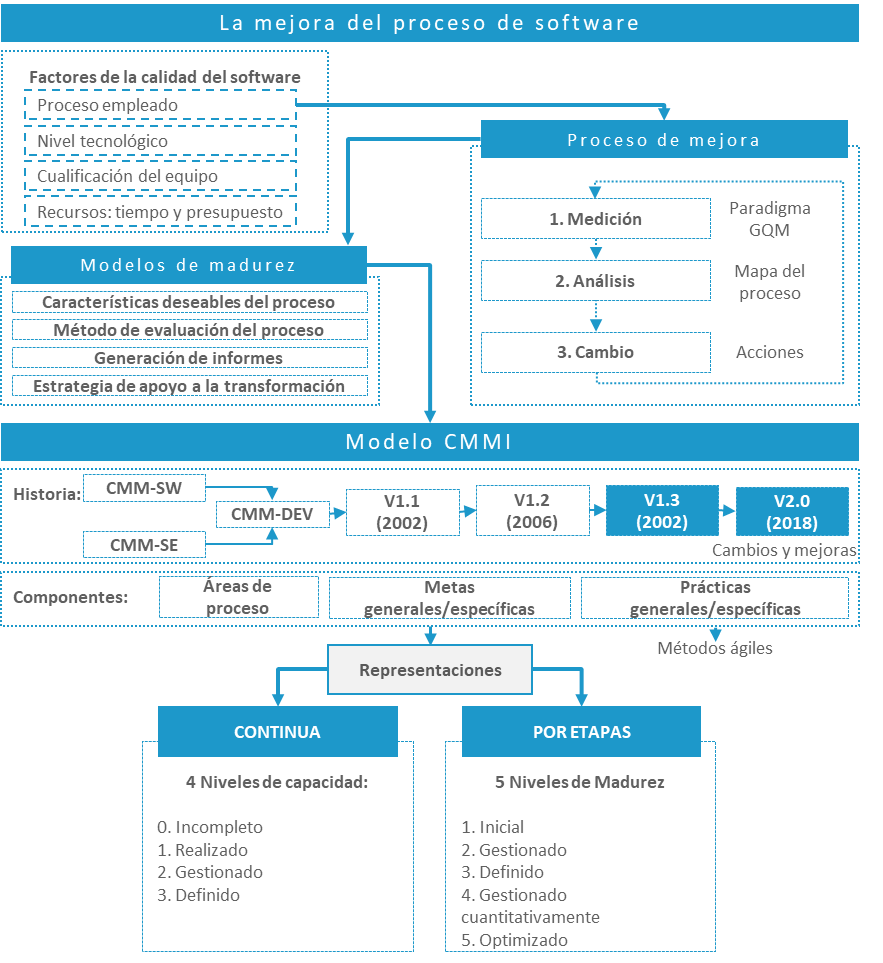 La mejora del proceso de software
Factores de la calidad del software
Proceso empleado
Nivel tecnológico
Cualificación del equipo
Recursos: tiempo y presupuesto
Proceso de mejora
1. Medición
Paradigma
GQM
2. Análisis
Mapa del
proceso
3. Cambio
Acciones
Modelos de madurez
Características deseables del proceso
Método de evaluación del proceso
Generación de informes
Estrategia de apoyo a la transformación
Modelo CMMI
Historia:
CMM-SW
CMM-SE
CMM-DEV
V1.1
(2002)
V1.2
(2006)
V1.3
(2002)
V2.0
(2018)
Cambios y mejoras
Componentes:
Áreas de
proceso
Metas
generales/específicas
Prácticas
generales/específicas
Métodos ágiles
Representaciones
CONTINUA
4 Niveles de capacidad:
0. Incompleto
1. Realizado
2. Gestionado
3. Definido
POR ETAPAS
5 Niveles de Madurez
1. Inicial
2. Gestionado
3. Definido
4. Gestionado
cuantitativamente
5. Optimizado